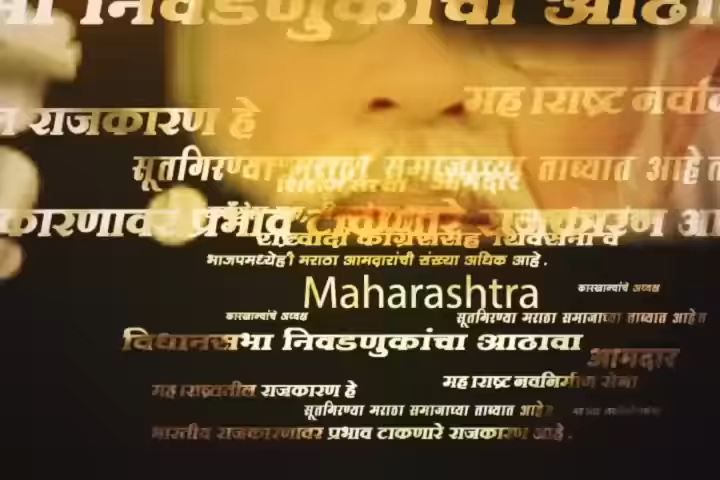 निवडणुकांचा आठा
महाराष्ट्र नवनि
राजकारण हे
सूतगिरण्या मराठा समाजाच्या ताब्यात आहेत
कारणावर प्रभाव टाकणारे राजकारण आ
राष्ट्रवादी काँग्रेससह शिवसेना व
भाजपमध्येही मराठा आमदारांची संख्या अधिक आहे.
Maharashtra
कारखान्यांचे अध्यक्ष
कारखान्यांचे अध्यक्ष
सूतगिरण्या मराठा समाजाच्या ताब्यात आहेत
विधानसभा निवडणुकांचा आठावा
आमदार
महाराष्ट्र नवनिर्माण सेना
महाराष्ट्रातील राजकारण हे
सूतगिरण्या मराठा समाजाच्या ताब्यात आहेत
भारतीय राजकारणावर प्रभाव टाकणारे राजकारण आहे.